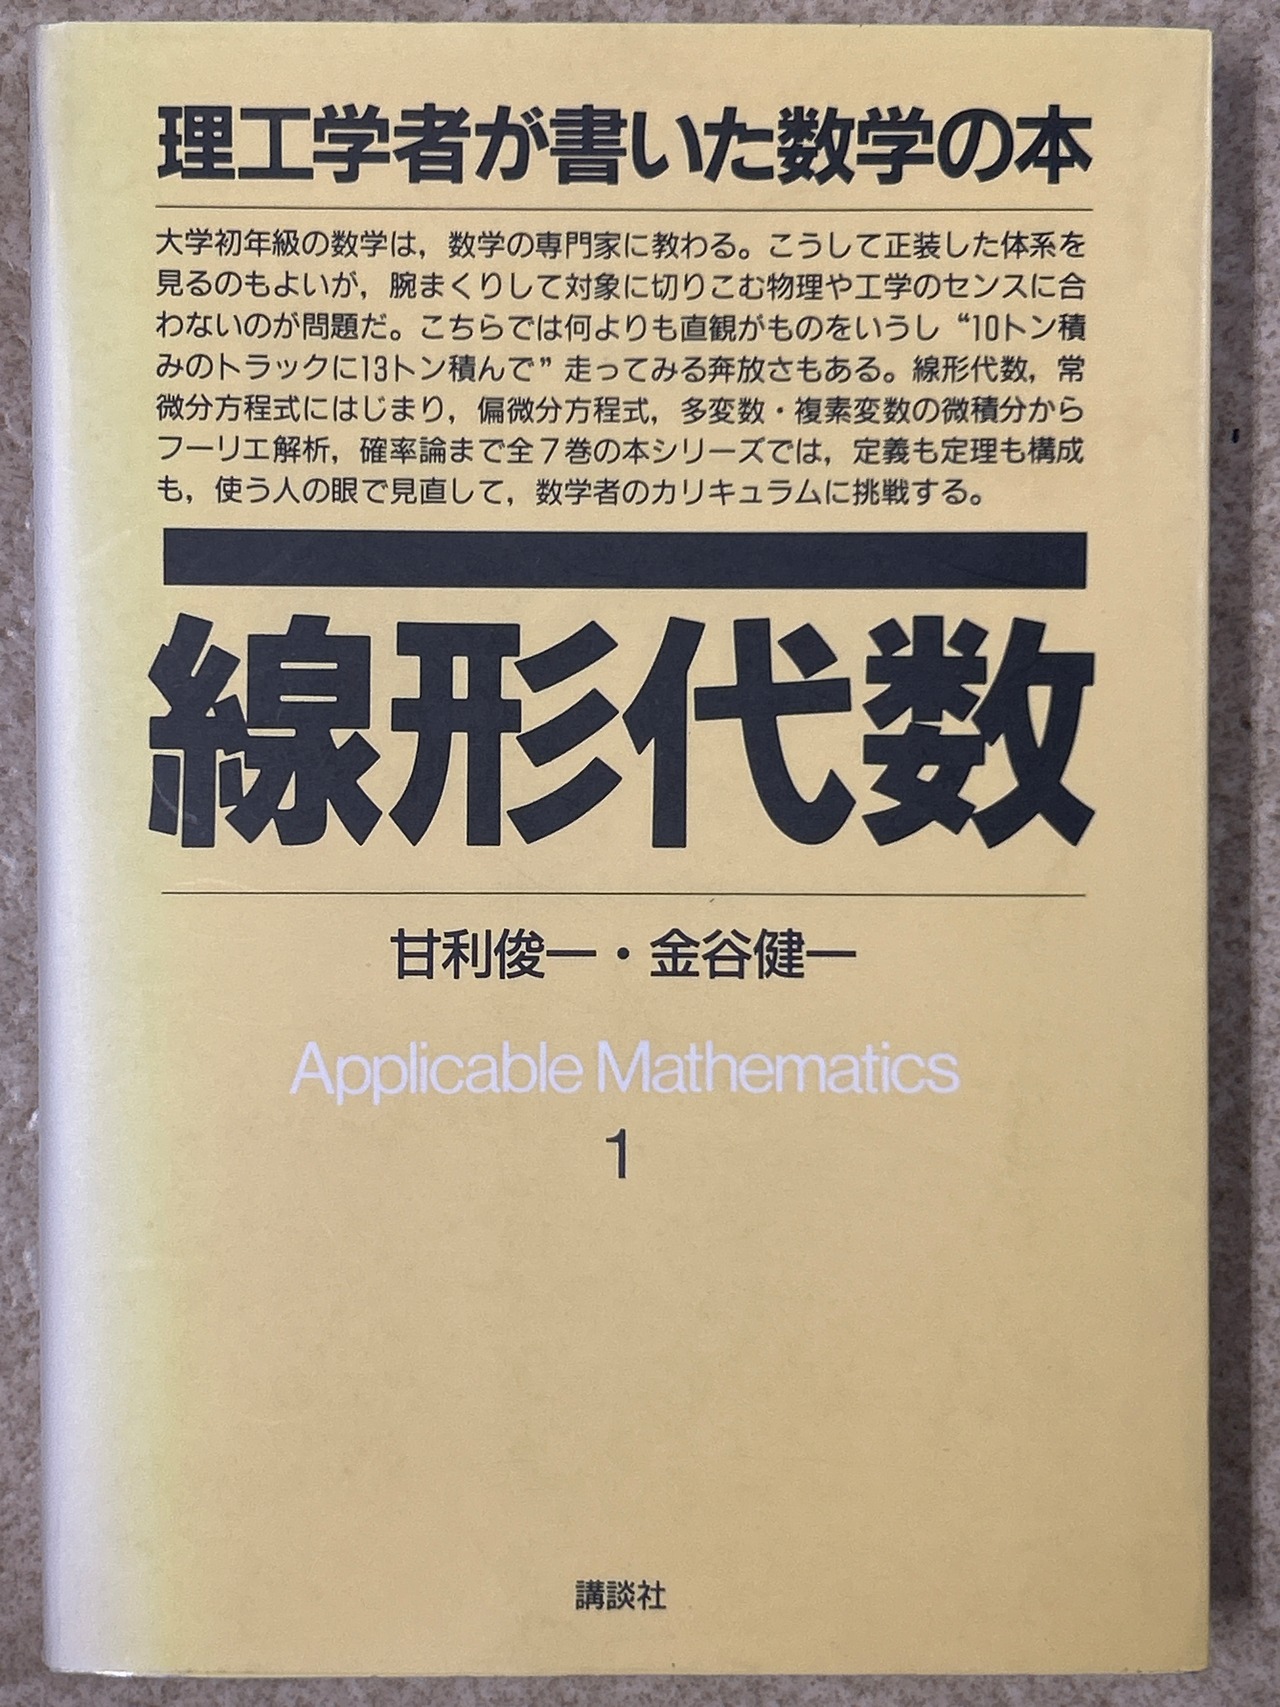 理工学者が書いた数学の本
大学初年級の数学は，数学の専門家に教わる。こうして正装した体系を
見るのもよいが，腕まくりして対象に切りこむ物理や工学のセンスに合
わないのが問題だ。こちらでは何よりも直観がものをいうし“10トン積
みのトラックに13トン積んで”走ってみる奔放さもある。線形代数，常
微分方程式にはじまり，偏微分方程式，多変数・複素変数の微積分から
フーリエ解析，確率論まで全7巻の本シリーズでは，定義も定理も構成
も，使う人の眼で見直して，数学者のカリキュラムに挑戦する。
線形代数
甘利俊一・金谷健一
Applicable Mathematics
1
講談社